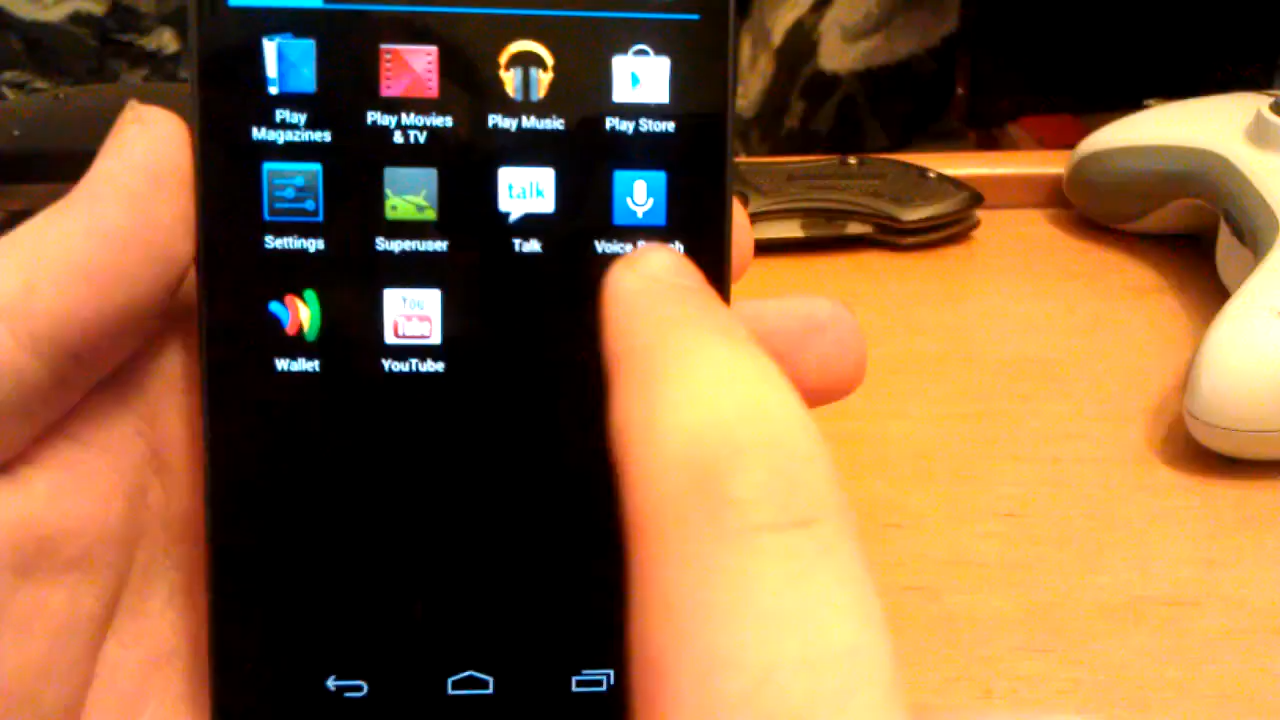 Play
Magazines
Play Movies
& TV
Play Music
Play Store
talk
Settings
Superuser
Talk
Voice
You
Tube
Wallet
YouTube